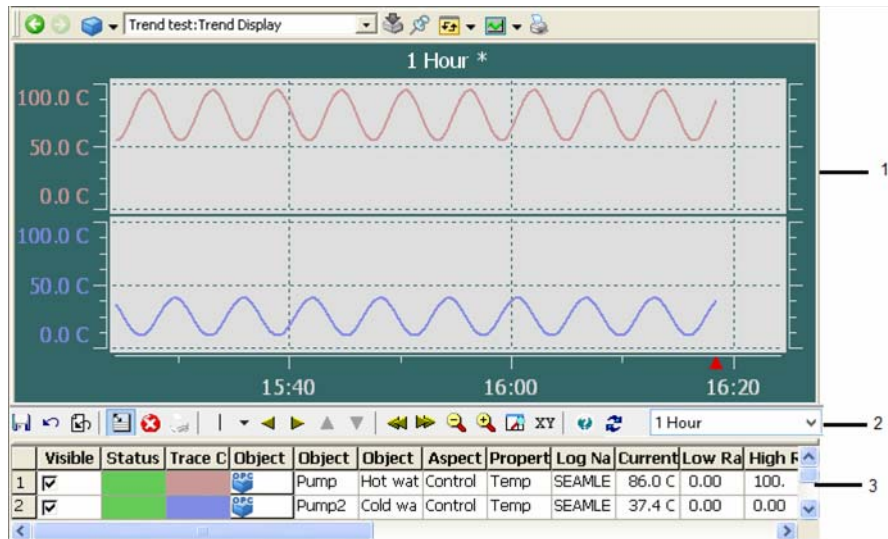 Trend test:Trend Display
1 Hour *
100.0 C
50.0 C
0.0 C
1
100.0 C
50.0 C
0.0 C
15:40 16:00 16:20
XY 1 Hour 2
Visible Status Trace C Object Object Object Aspect Propert Log Na Current Low Ra High R
1 OPC Pump Hot wat Control Temp SEAMLE 86.0 C 0.00 100.
3
2 OPC Pump2 Cold wa Control Temp SEAMLE 37.4 C 0.00 0.00